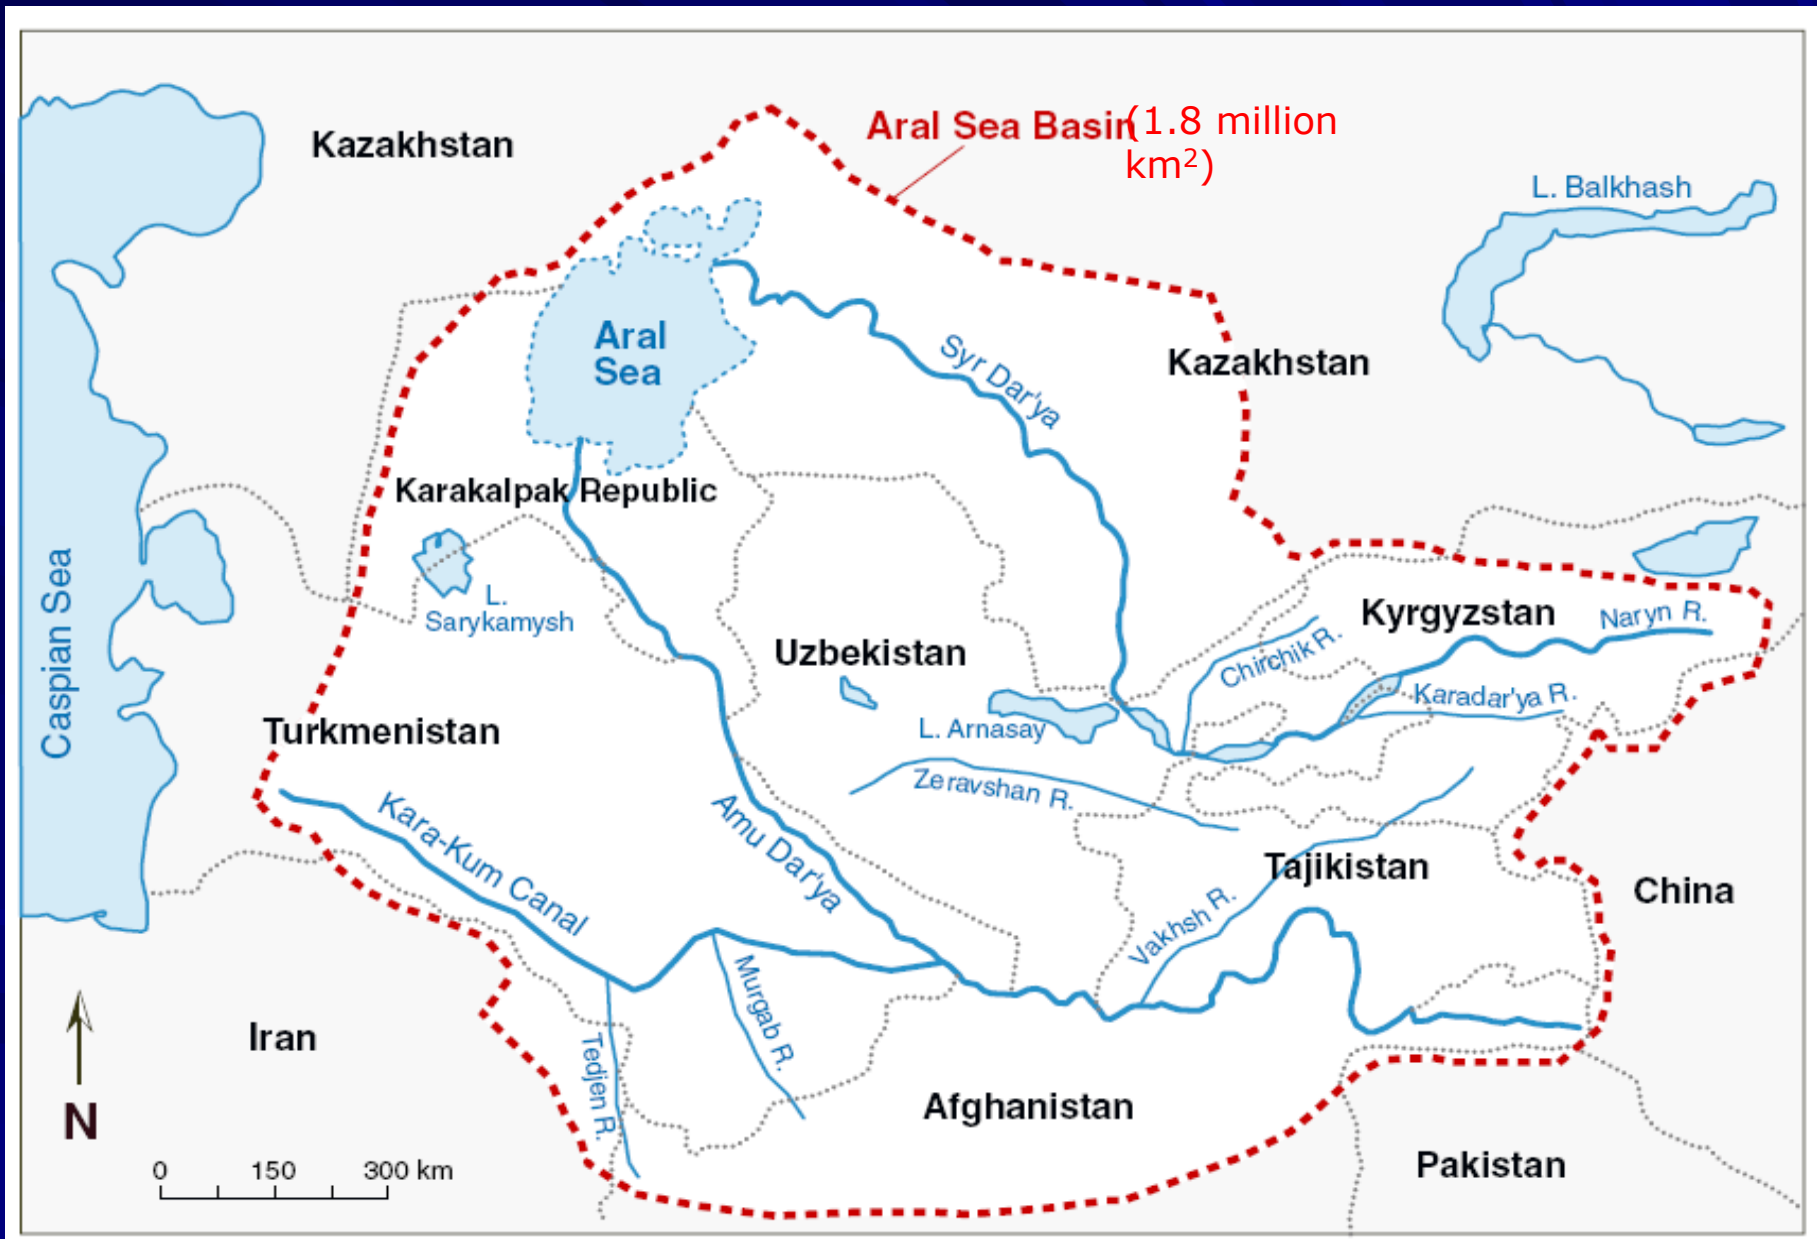 Aral Sea Basin (1.8 million
km²)
Kazakhstan
L. Balkhash
Aral
Sea
Syr Dar'ya
Kazakhstan
Karakalpak Republic
Caspian Sea
L.
Sarykamysh
Kyrgyzstan
Naryn R.
Chirchik R.
Uzbekistan
Karadar'ya R.
L. Arnasay
Turkmenistan
Zeravshan R.
Kara-Kum Canal
Amu Dar'ya
Tajikistan
China
Vakhsh R.
Murgab R.
Iran
Tedjen R.
Afghanistan
N
Pakistan
0 150 300 km